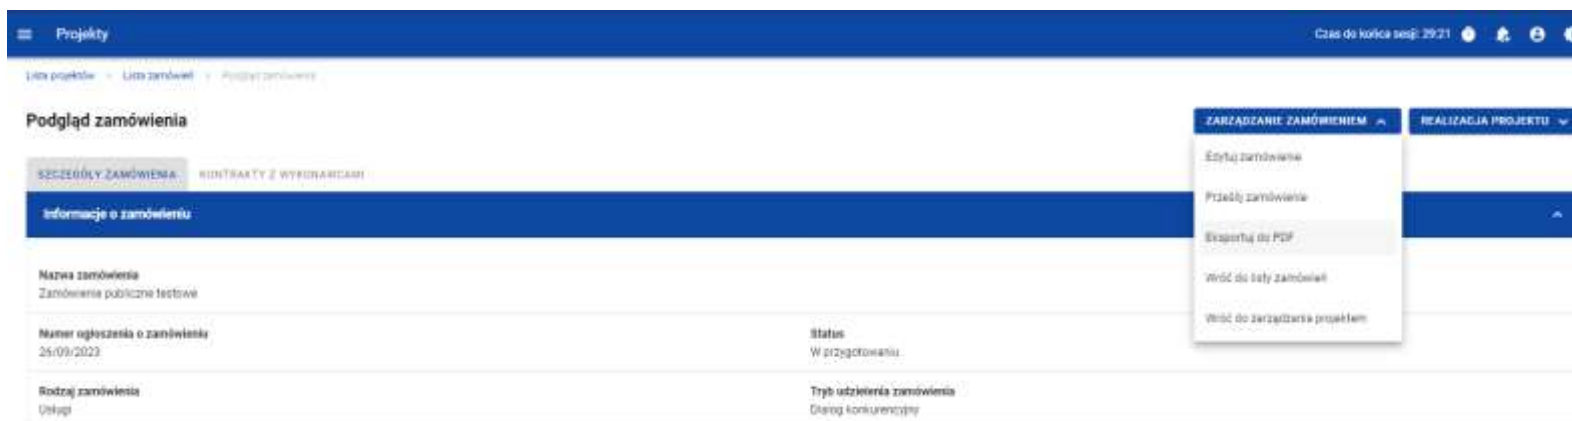 Projekty
Czas do końca sesji: 29:21
Lista projektów > Lista zamówień > Podgląd zamówienia
Podgląd zamówienia
ZARZĄDZANIE ZAMÓWIENIEM
REALIZACJA PROJEKTU
Edytuj zamówienie
Prześlij zamówienie
Eksportuj do PDF
Wróć do listy zamówień
Wróć do zarządzania projektem
SZCZEGÓŁY ZAMÓWIENIA
KONTRAKTY Z WYKONAWCAMI
Informacje o zamówieniu
Nazwa zamówienia
Zamówienie publiczne testowe
Numer ogłoszenia o zamówieniu
26/09/2023
Status
W przygotowaniu
Rodzaj zamówienia
Usługi
Tryb udzielenia zamówienia
Dialog konkurencyjny